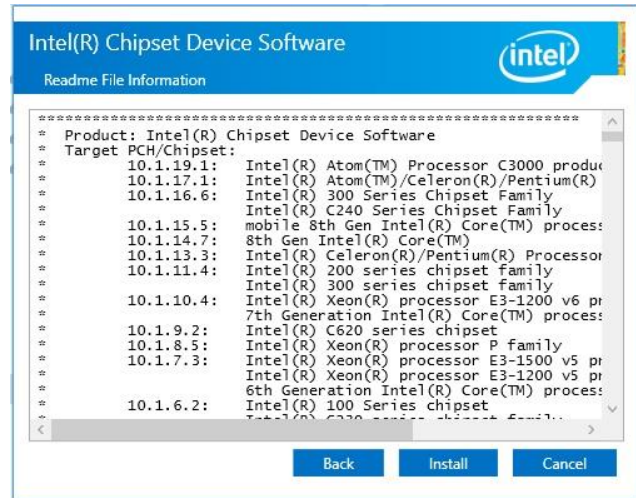 Intel(R) Chipset Device Software
intel
Readme File Information
************************************************************
* Product: Intel(R) Chipset Device Software
* Target PCH/Chipset:
* 10.1.19.1: Intel(R) Atom(TM) Processor C3000 produc
* 10.1.17.1: Intel(R) Atom(TM)/Celeron(R)/Pentium(R)
* 10.1.16.6: Intel(R) 300 Series Chipset Family
* Intel(R) C240 Series Chipset Family
* 10.1.15.5: mobile 8th Gen Intel(R) Core(TM) process
* 10.1.14.7: 8th Gen Intel(R) Core(TM)
* 10.1.13.3: Intel(R) Celeron(R)/Pentium(R) Processor
* 10.1.11.4: Intel(R) 200 series chipset family
* Intel(R) 300 series chipset family
* 10.1.10.4: Intel(R) Xeon(R) processor E3-1200 v6 pr
* 7th Generation Intel(R) Core(TM) process
* 10.1.9.2: Intel(R) C620 series chipset
* 10.1.8.5: Intel(R) Xeon(R) processor P family
* 10.1.7.3: Intel(R) Xeon(R) processor E3-1500 v5 pr
* Intel(R) Xeon(R) processor E3-1200 v5 pr
* 6th Generation Intel(R) Core(TM) process
* 10.1.6.2: Intel(R) 100 Series chipset
Back
Install
Cancel